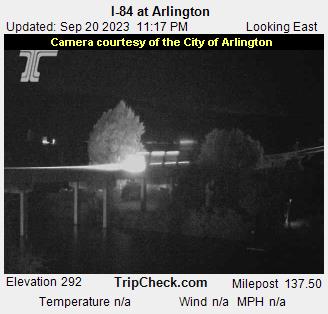 I-84 at Arlington
Updated: Sep 20 2023 11:17 PM Looking East
Camera courtesy of the City of Arlington
Elevation 292 TripCheck.com Milepost 137.50
Temperature n/a Wind n/a MPH n/a